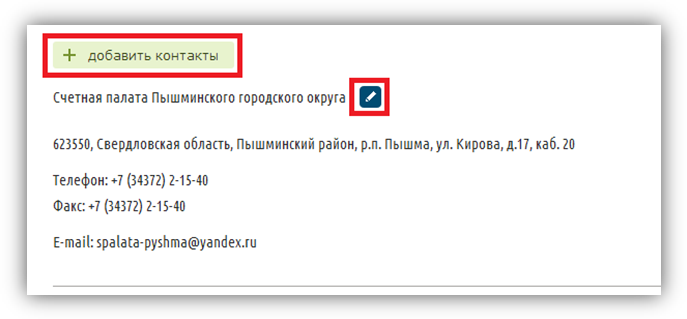 + добавить контакты
Счетная палата Пышминского городского округа
623550, Свердловская область, Пышминский район, р.п. Пышма, ул. Кирова, д.17, каб. 20
Телефон: +7 (34372) 2-15-40
Факс: +7 (34372) 2-15-40
E-mail: spalata-pyshma@yandex.ru